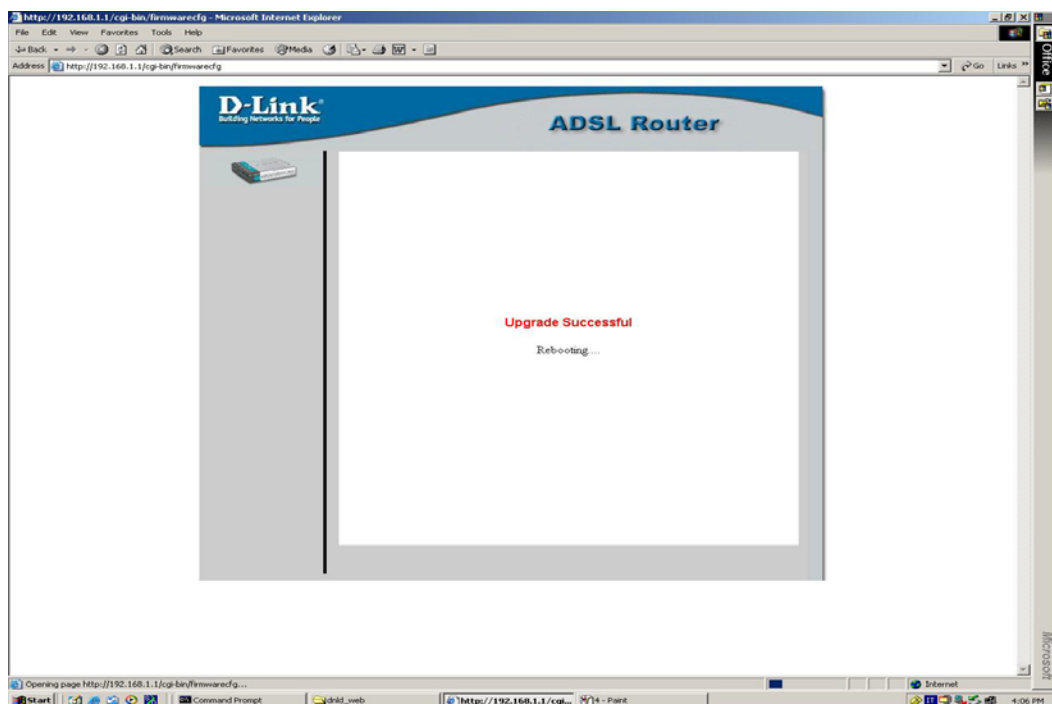 http://192.168.1.1/cgi-bin/firmwarecfg - Microsoft Internet Explorer
File Edit View Favorites Tools Help
Back Search Favorites Media
Address http://192.168.1.1/cgi-bin/firmwarecfg Go Links »
Office
D-Link
Building Networks for People
ADSL Router
Upgrade Successful
Rebooting....
Microsoft
Opening page http://192.168.1.1/cgi-bin/firmwarecfg...
Internet
Start Command Prompt dnld_web http://192.168.1.1/cgi... 4 - Paint 4:06 PM